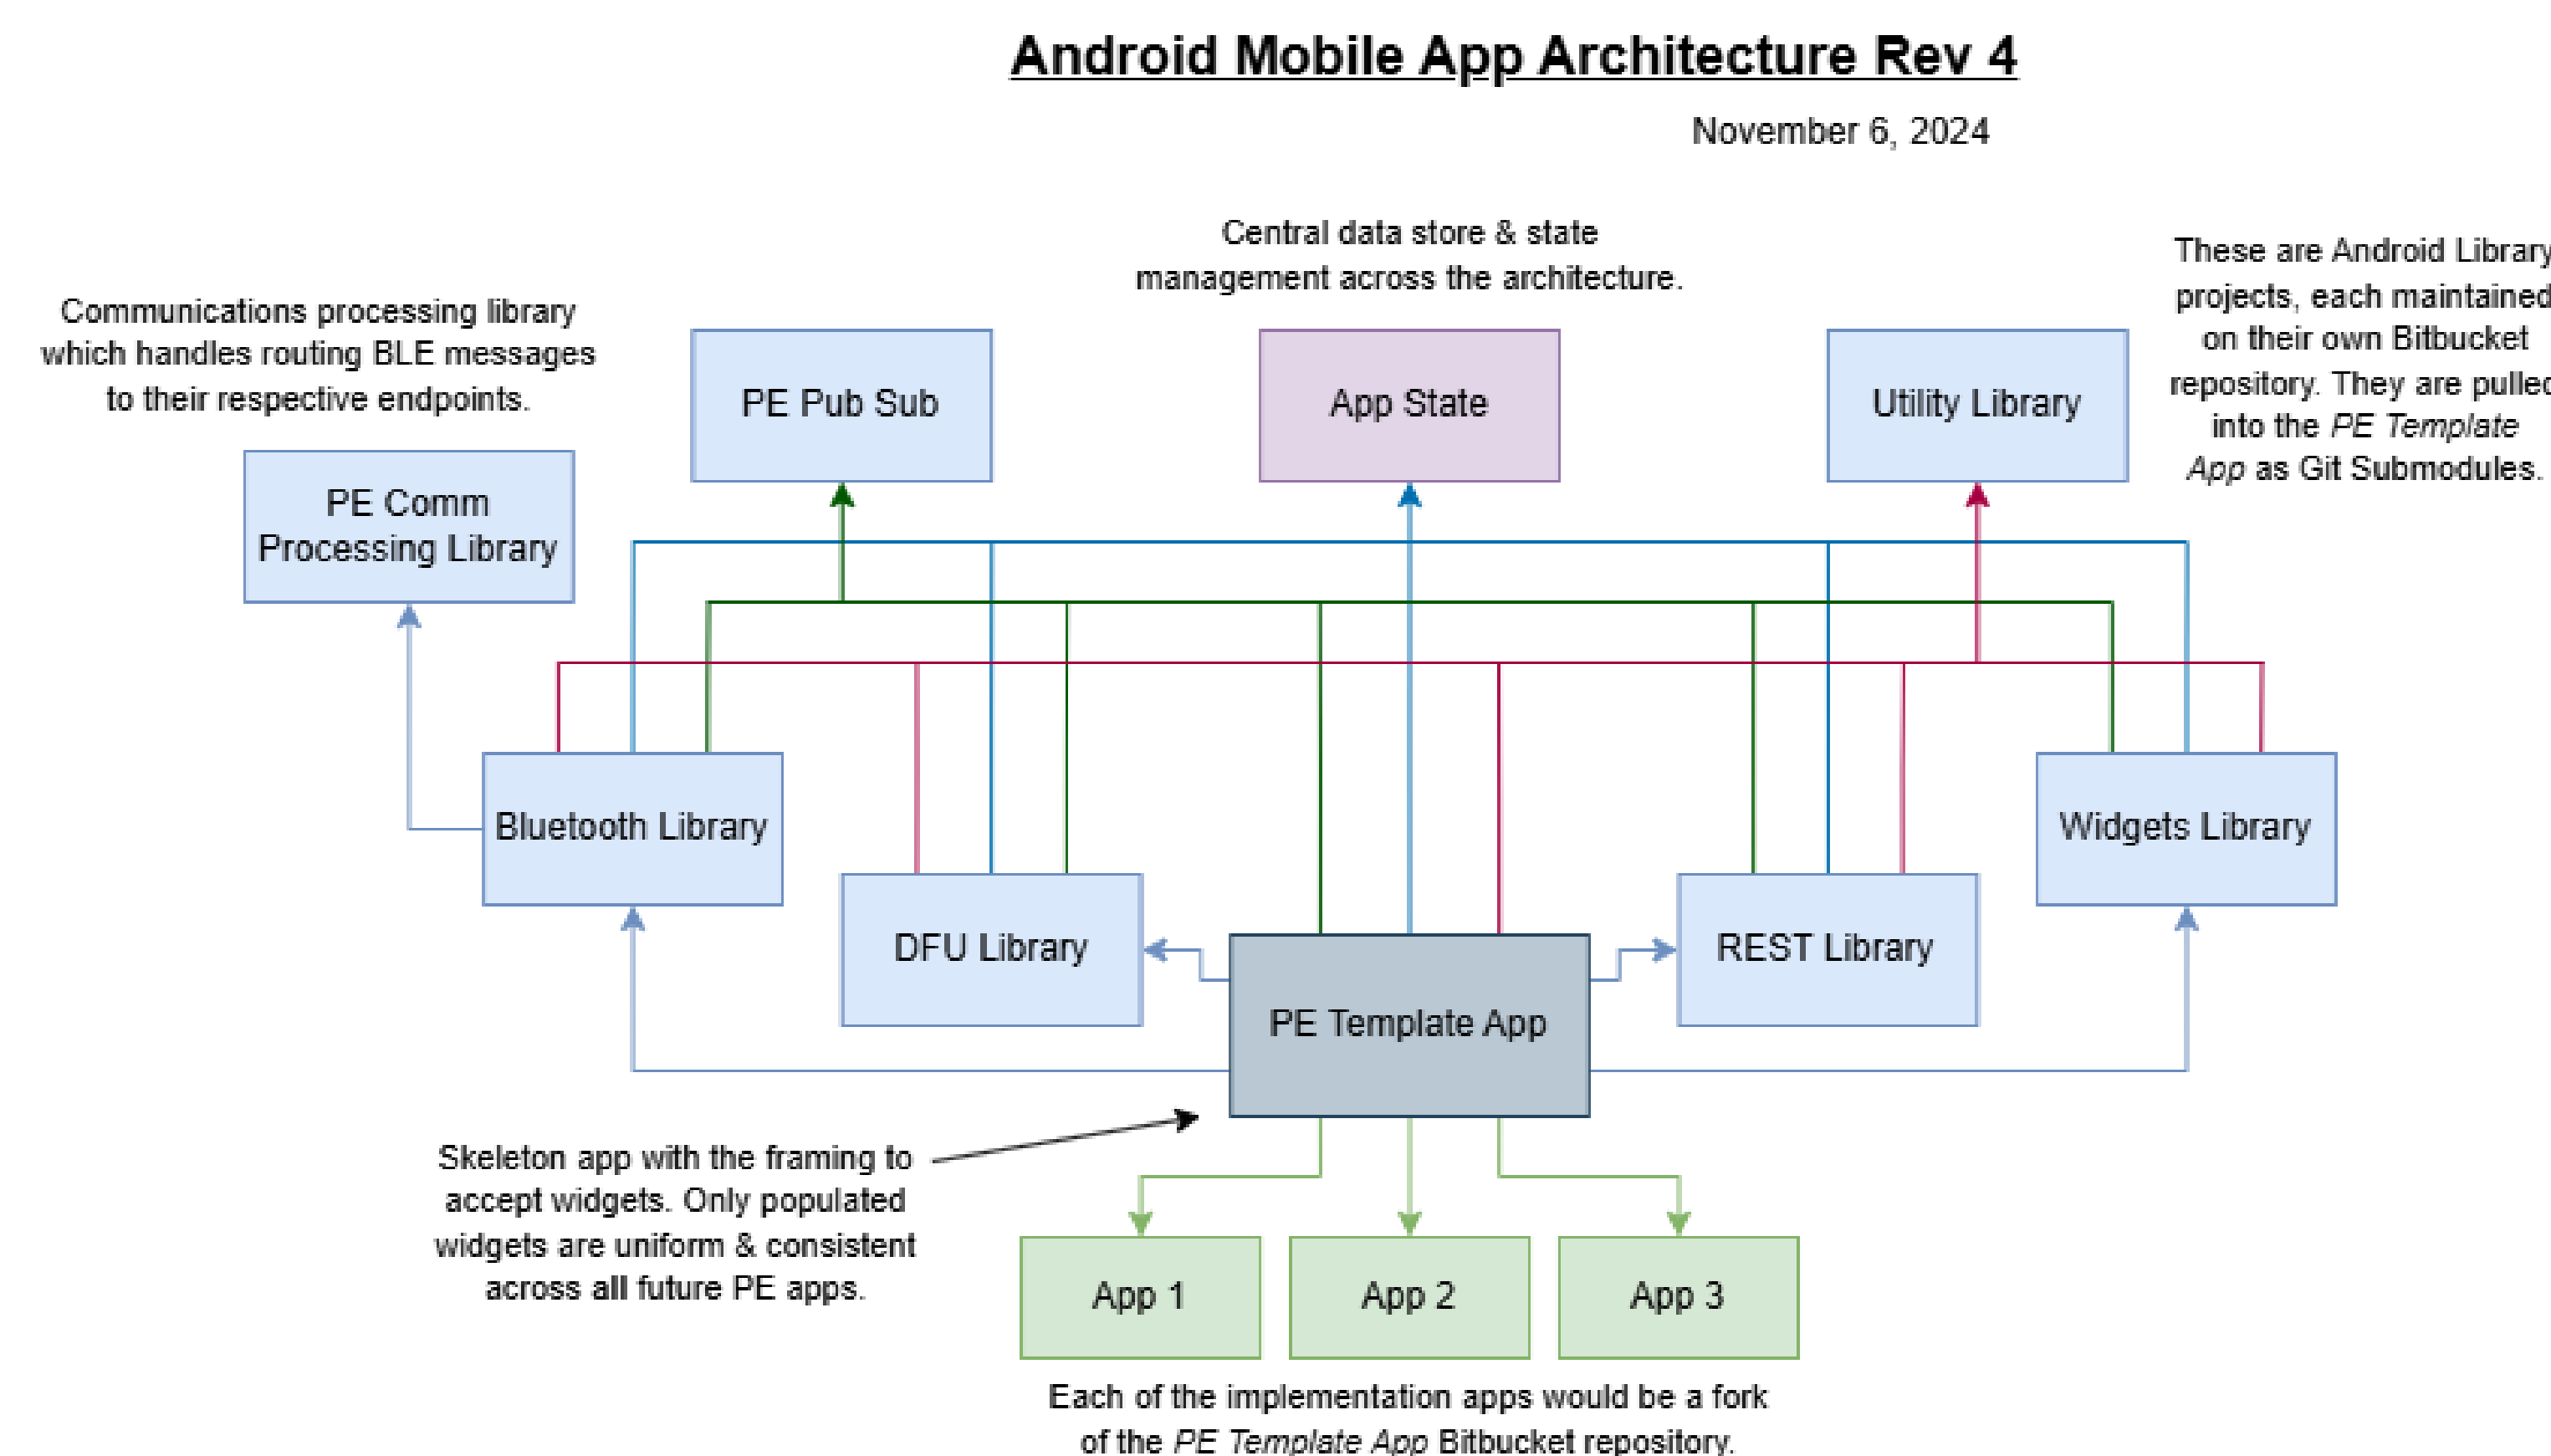 Android Mobile App Architecture Rev 4
November 6, 2024
Central data store & state
management across the architecture.
These are Android Library
projects, each maintained
on their own Bitbucket
repository. They are pulled
into the PE Template
App as Git Submodules.
Communications processing library
which handles routing BLE messages
to their respective endpoints.
PE Pub Sub
App State
Utility Library
PE Comm
Processing Library
Bluetooth Library
Widgets Library
DFU Library
REST Library
PE Template App
Skeleton app with the framing to
accept widgets. Only populated
widgets are uniform & consistent
across all future PE apps.
App 1
App 2
App 3
Each of the implementation apps would be a fork
of the PE Template App Bitbucket repository.